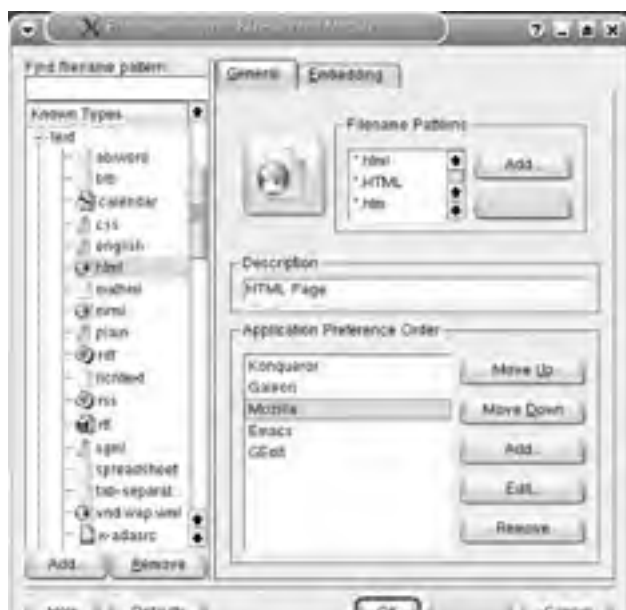 Find filename pattern:
General
Embedding
Known Types
text
abiword
bib
calendar
css
english
html
mathml
mrml
plain
rdf
richtext
rss
rtf
sgml
spreadsheet
tab-separat...
vnd.wap.wml
x-adasrc
Add...
Remove
Filename Patterns
*.html
*.HTML
*.htm
Add...
Description
HTML Page
Application Preference Order
Konqueror
Galeon
Mozilla
Emacs
GEdit
Move Up
Move Down
Add...
Edit...
Remove
Help
Defaults
OK
Cancel